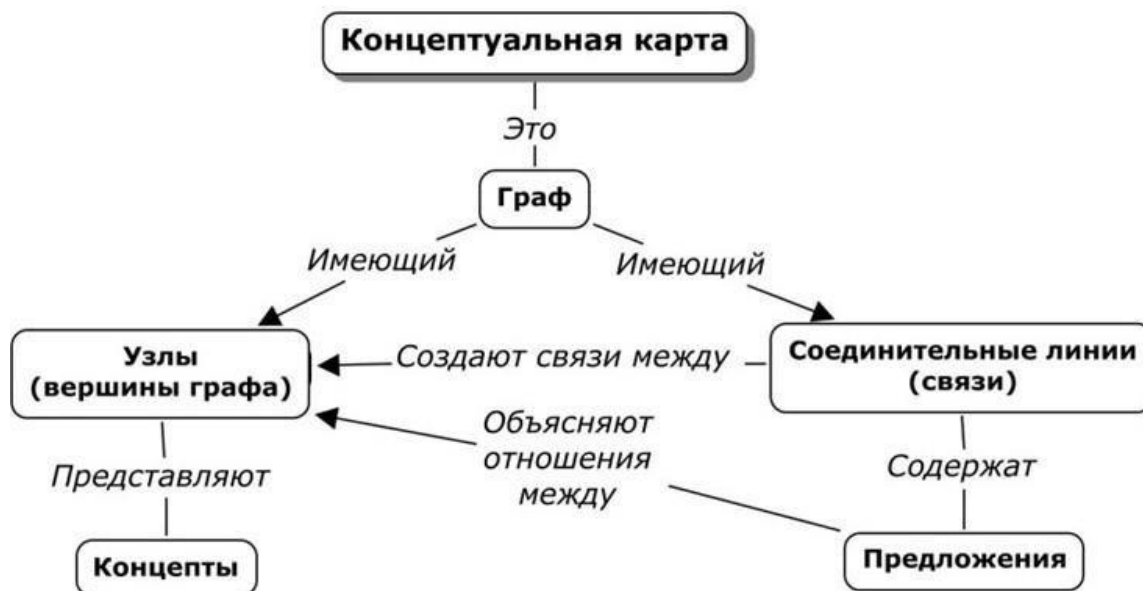 Концептуальная карта
Это
Граф
Имеющий
Имеющий
Узлы
(вершины графа)
Создают связи между
Соединительные линии
(связи)
Объясняют
отношения
между
Представляют
Содержат
Концепты
Предложения